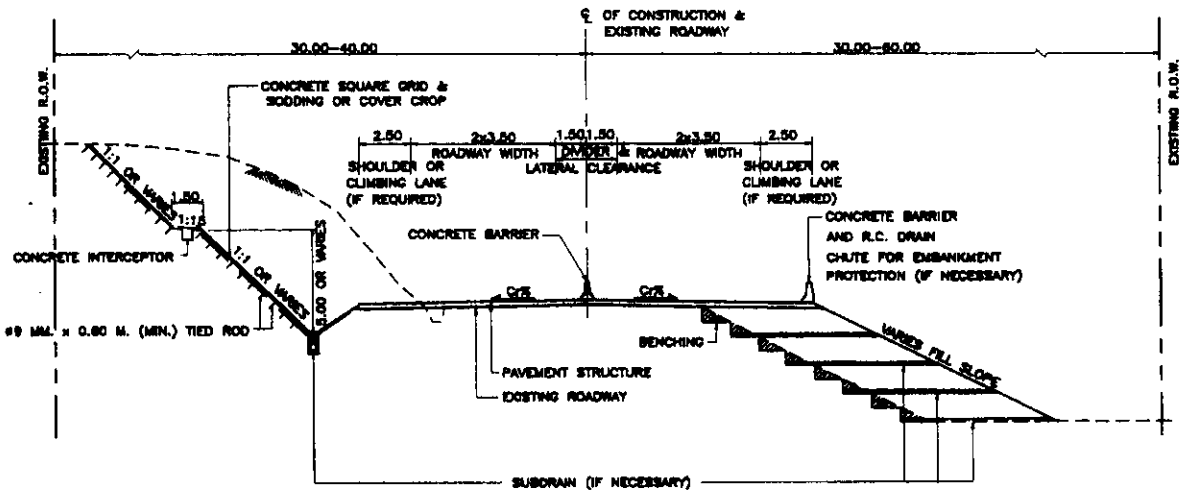 ℄ OF CONSTRUCTION &
EXISTING ROADWAY
30.00-40.00
30.00-60.00
EXISTING R.O.W.
EXISTING R.O.W.
CONCRETE SQUARE GRID &
SODDING OR COVER CROP
2.50
2x3.50
1.50
1.50
2x3.50
2.50
ROADWAY WIDTH
DIVIDER &
ROADWAY WIDTH
LATERAL CLEARANCE
SHOULDER OR
CLIMBING LANE
(IF REQUIRED)
SHOULDER OR
CLIMBING LANE
(IF REQUIRED)
1:1
OR VARIES
1.50
1:15
CONCRETE INTERCEPTOR
1:1 OR VARIES
5.00 OR VARIES
CONCRETE BARRIER
CONCRETE BARRIER
AND R.C. DRAIN
CHUTE FOR EMBANKMENT
PROTECTION (IF NECESSARY)
Cr%
Cr%
MM. x 0.60 M. (MIN.) TIED ROD
BENCHING
VARIES FILL SLOPE
PAVEMENT STRUCTURE
EXISTING ROADWAY
SUBDRAIN (IF NECESSARY)